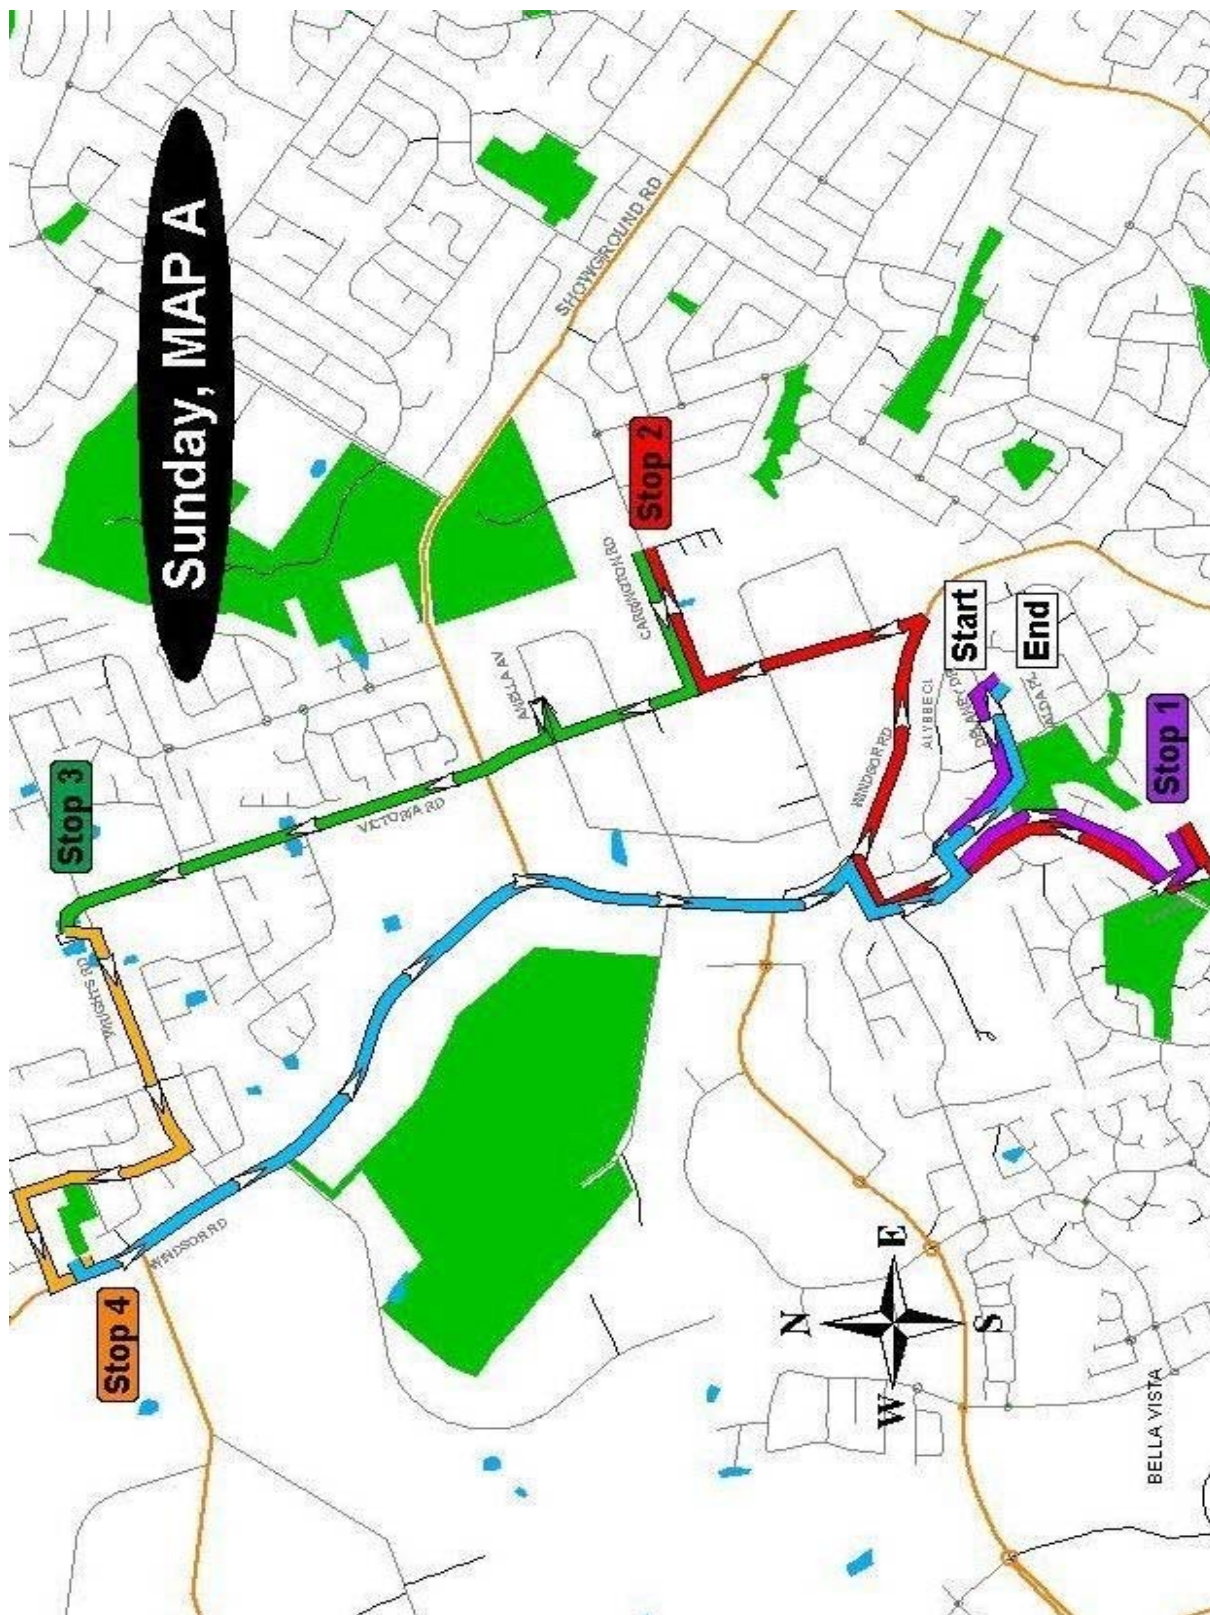 Sunday, MAP A
SHOWGROUND RD
Stop 2
CARRINGTON RD
Start
End
Stop 1
WINDSOR RD
VICTORIA RD
Stop 3
WRIGHTS RD
WINDSOR RD
Stop 4
N
E
S
W
BELLA VISTA